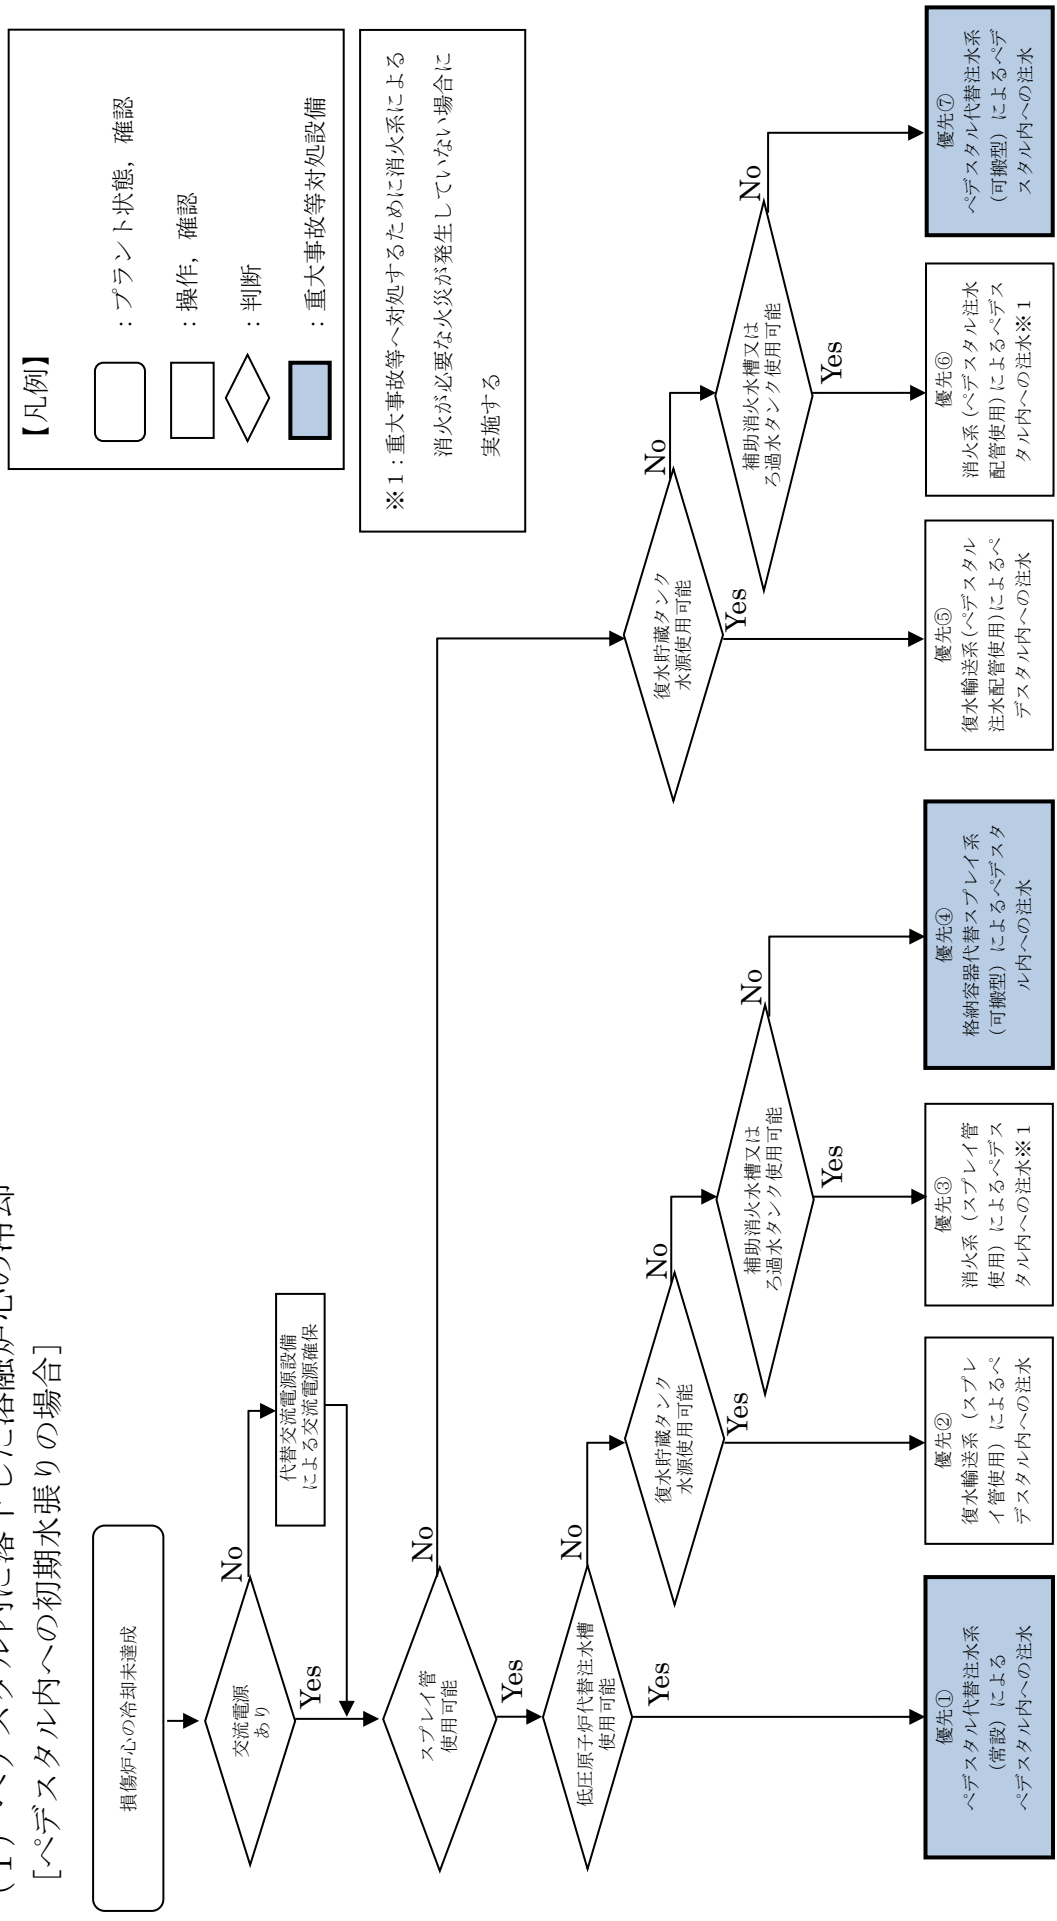 [ペデスタル内への初期水張りの場合]
損傷炉心の冷却未達成
交流電源
あり
No
Yes
代替交流電源設備
による交流電源確保
スプレイ管
使用可能
No
Yes
低圧原子炉代替注水槽
使用可能
No
Yes
復水貯蔵タンク
水源使用可能
No
Yes
補助消火水槽又は
ろ過水タンク使用可能
No
Yes
復水貯蔵タンク
水源使用可能
No
Yes
補助消火水槽又は
ろ過水タンク使用可能
No
Yes
優先①
ペデスタル代替注水系
（常設）による
ペデスタル内への注水
優先②
復水輸送系（スプレ
イ管使用）によるペ
デスタル内への注水
優先③
消火系（スプレイ管
使用）によるペデス
タル内への注水※1
優先④
格納容器代替スプレイ系
（可搬型）によるペデスタ
ル内への注水
優先⑤
復水輸送系(ペデスタル
注水配管使用)によるペ
デスタル内への注水
優先⑥
消火系(ペデスタル注水
配管使用)によるペデス
タル内への注水※1
優先⑦
ペデスタル代替注水系
（可搬型）によるペデ
スタル内への注水
【凡例】
：プラント状態，確認
：操作，確認
：判断
：重大事故等対処設備
※1：重大事故等へ対処するために消火系による
消火が必要な火災が発生していない場合に
実施する